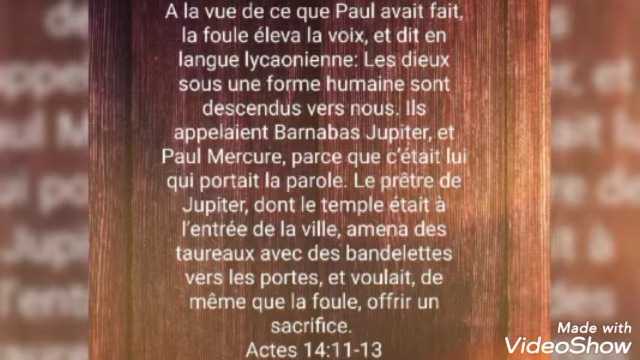 A la vue de ce que Paul avait fait,
la foule éleva la voix, et dit en
langue lycaonienne: Les dieux
sous une forme humaine sont
descendus vers nous. Ils
appelaient Barnabas Jupiter, et
Paul Mercure, parce que c'était lui
qui portait la parole. Le prêtre de
Jupiter, dont le temple était à
l'entrée de la ville, amena des
taureaux avec des bandelettes
vers les portes, et voulait, de
même que la foule, offrir un
sacrifice.
Actes 14:11-13
Made with
VideoShow